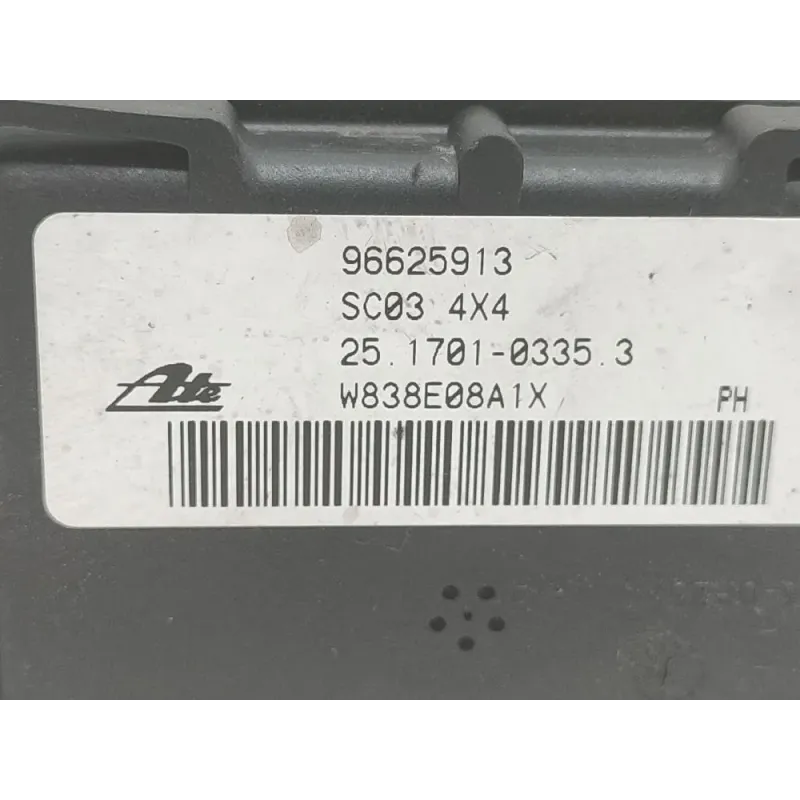 96625913
SC03 4X4
25.1701-0335.3
Ate W838E08A1X PH